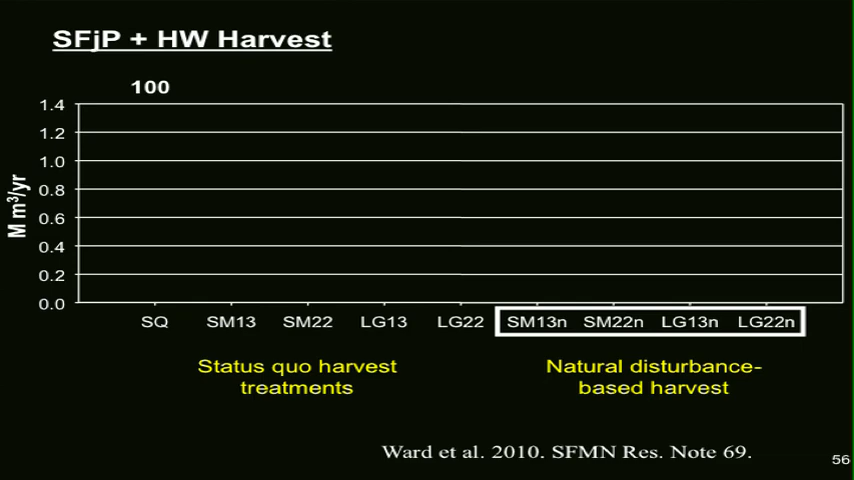 SFjP + HW Harvest
100
1.4
1.2
1.0
0.8
0.6
0.4
0.2
0.0
M m³/yr
SQ SM13 SM22 LG13 LG22 SM13n SM22n LG13n LG22n
Status quo harvest
treatments
Natural disturbance-
based harvest
Ward et al. 2010. SFMN Res. Note 69.
56